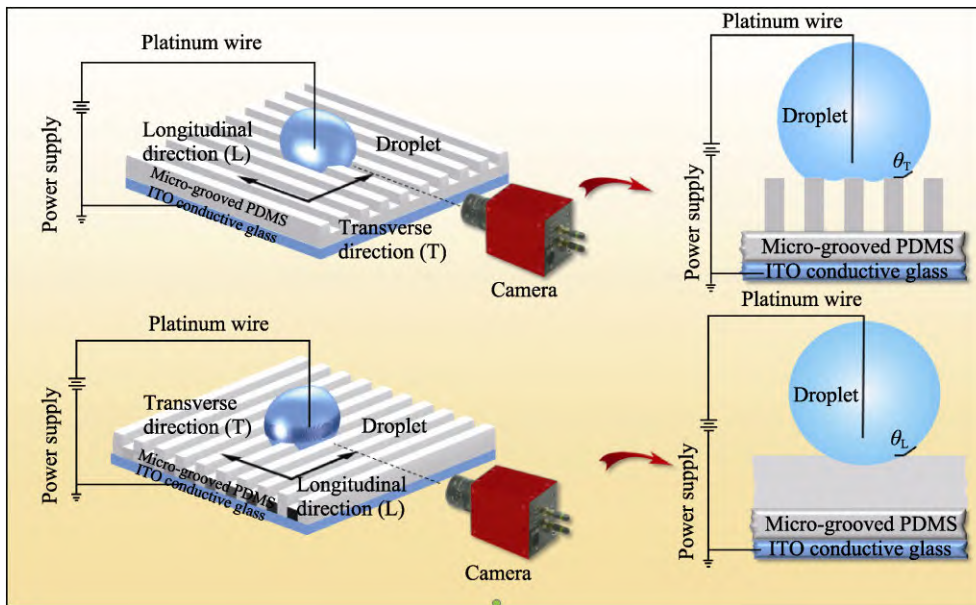 Platinum wire
Power supply
Longitudinal
direction (L)
Droplet
Micro-grooved PDMS
ITO conductive glass
Transverse
direction (T)
Camera
Platinum wire
Power supply
Droplet
θT
Micro-grooved PDMS
ITO conductive glass
Platinum wire
Power supply
Transverse
direction (T)
Droplet
Micro-grooved PDMS
ITO conductive glass
Longitudinal
direction (L)
Camera
Platinum wire
Power supply
Droplet
θL
Micro-grooved PDMS
ITO conductive glass